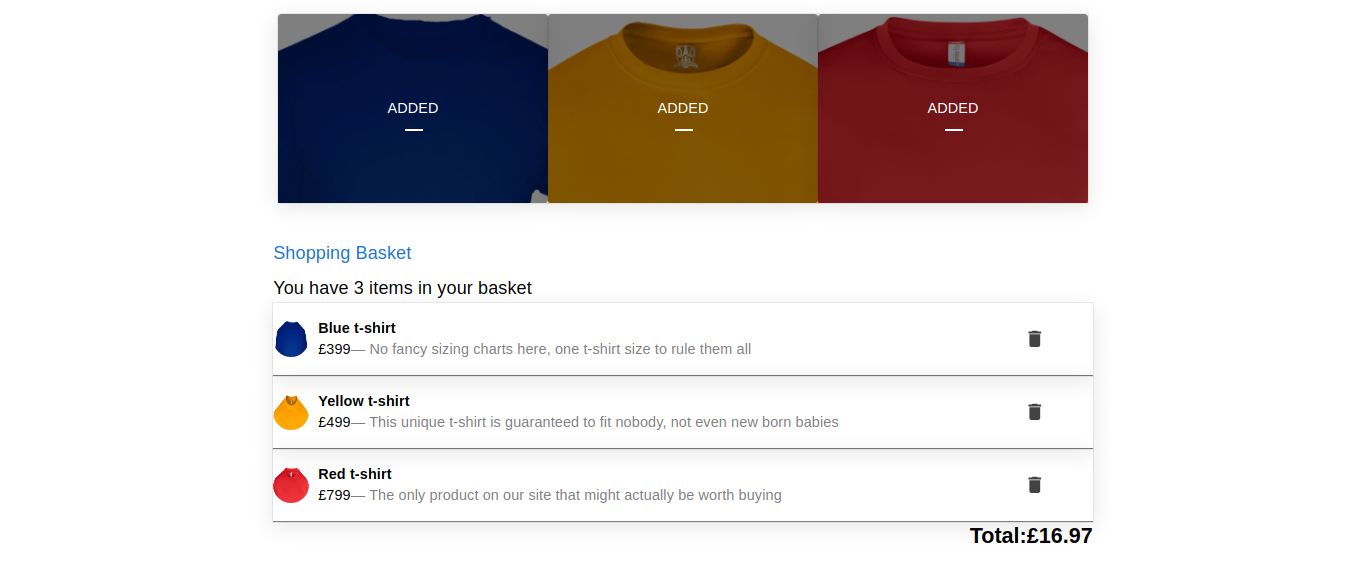 ADDED
ADDED
ADDED
Shopping Basket
You have 3 items in your basket
Blue t-shirt
£399— No fancy sizing charts here, one t-shirt size to rule them all
Yellow t-shirt
£499— This unique t-shirt is guaranteed to fit nobody, not even new born babies
Red t-shirt
£799— The only product on our site that might actually be worth buying
Total:£16.97